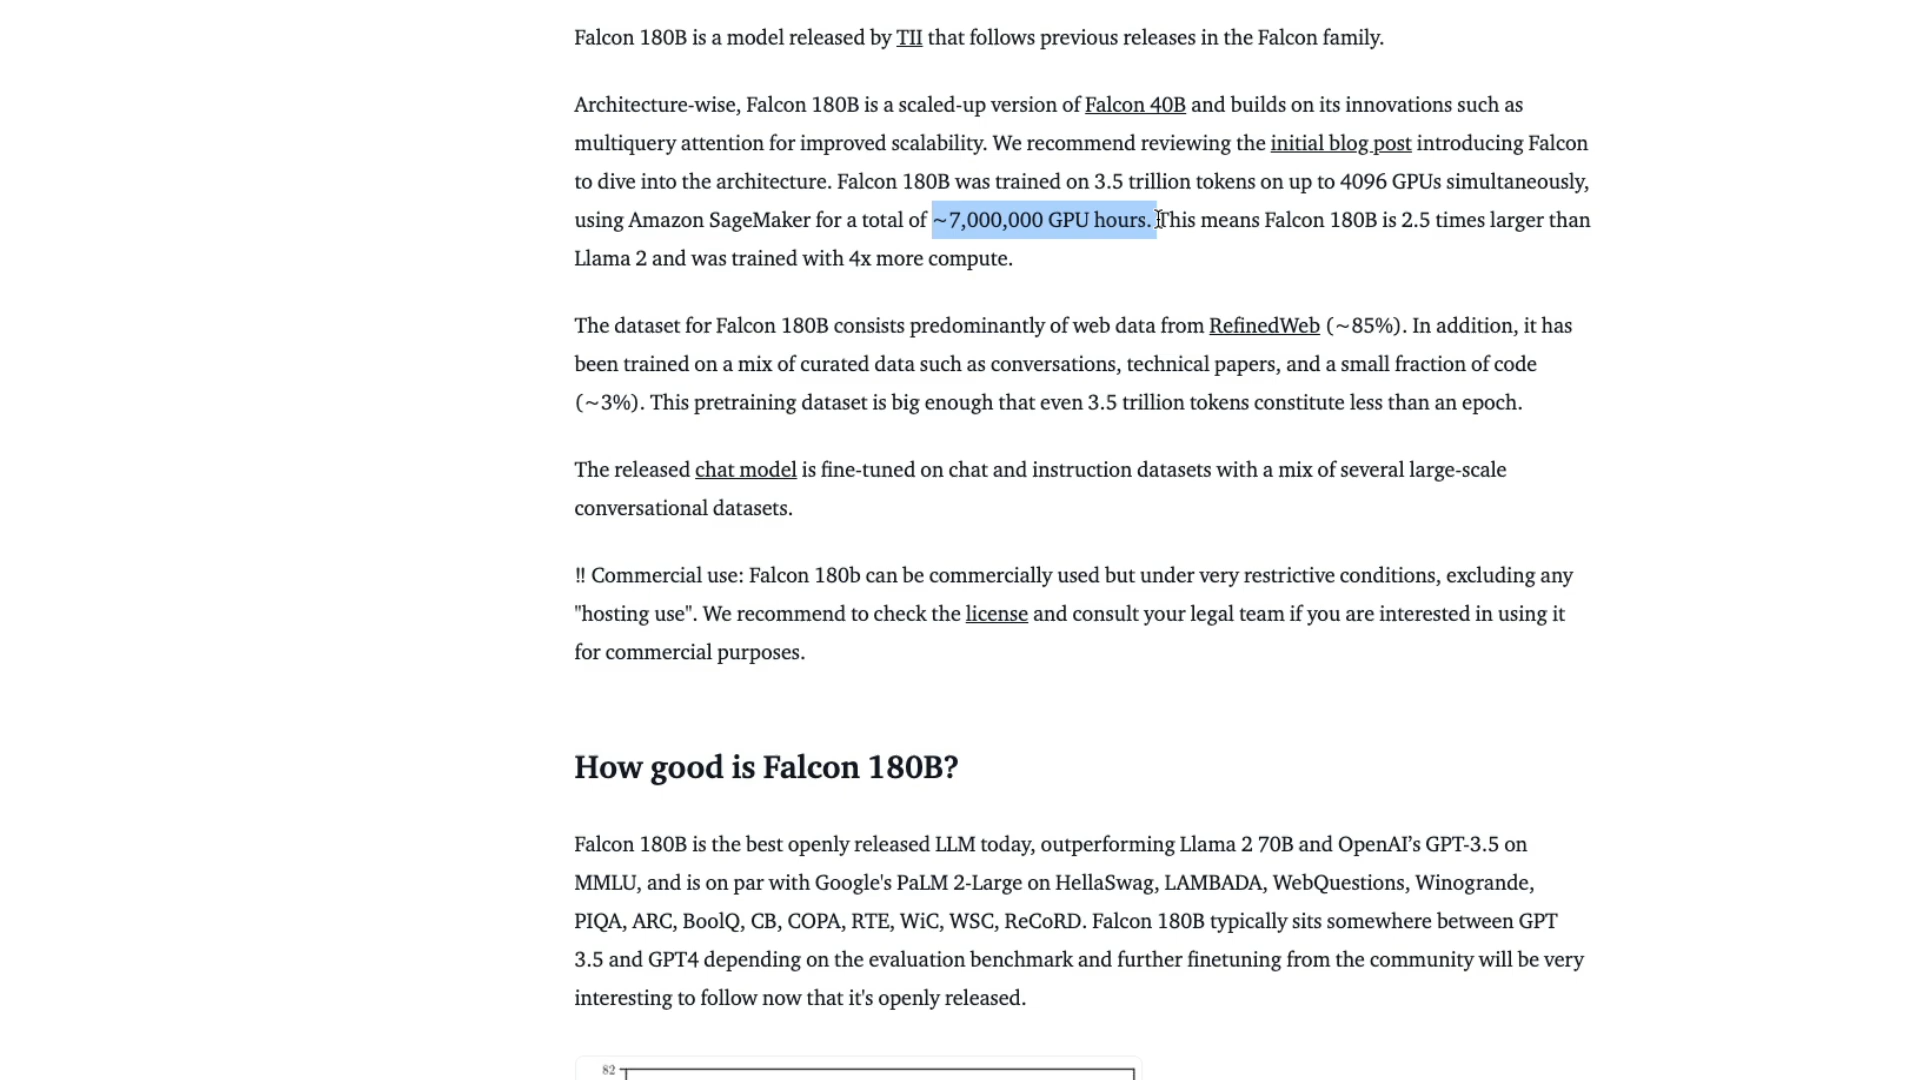 Falcon 180B is a model released by TII that follows previous releases in the Falcon family.
Architecture-wise, Falcon 180B is a scaled-up version of Falcon 40B and builds on its innovations such as
multiquery attention for improved scalability. We recommend reviewing the initial blog post introducing Falcon
to dive into the architecture. Falcon 180B was trained on 3.5 trillion tokens on up to 4096 GPUs simultaneously,
using Amazon SageMaker for a total of ~7,000,000 GPU hours. This means Falcon 180B is 2.5 times larger than
Llama 2 and was trained with 4x more compute.
The dataset for Falcon 180B consists predominantly of web data from RefinedWeb (~85%). In addition, it has
been trained on a mix of curated data such as conversations, technical papers, and a small fraction of code
(~3%). This pretraining dataset is big enough that even 3.5 trillion tokens constitute less than an epoch.
The released chat model is fine-tuned on chat and instruction datasets with a mix of several large-scale
conversational datasets.
‼ Commercial use: Falcon 180b can be commercially used but under very restrictive conditions, excluding any
"hosting use". We recommend to check the license and consult your legal team if you are interested in using it
for commercial purposes.
How good is Falcon 180B?
Falcon 180B is the best openly released LLM today, outperforming Llama 2 70B and OpenAI’s GPT-3.5 on
MMLU, and is on par with Google's PaLM 2-Large on HellaSwag, LAMBADA, WebQuestions, Winogrande,
PIQA, ARC, BoolQ, CB, COPA, RTE, WiC, WSC, ReCoRD. Falcon 180B typically sits somewhere between GPT
3.5 and GPT4 depending on the evaluation benchmark and further finetuning from the community will be very
interesting to follow now that it's openly released.
82